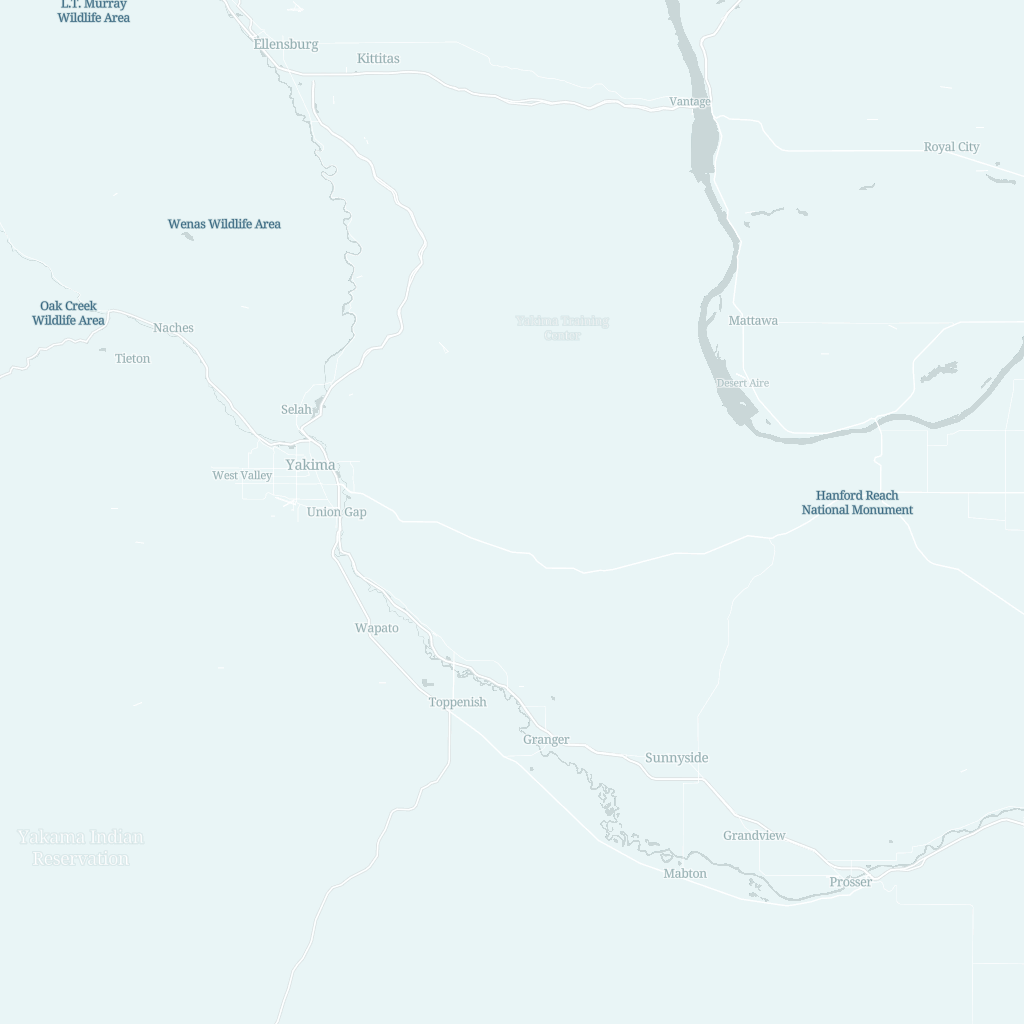 L.T. Murray
Wildlife Area
Ellensburg
Kittitas
Vantage
Royal City
Wenas Wildlife Area
Oak Creek
Wildlife Area
Naches
Tieton
Yakima Training
Center
Mattawa
Desert Aire
Selah
Yakima
West Valley
Union Gap
Hanford Reach
National Monument
Wapato
Toppenish
Granger
Sunnyside
Yakama Indian
Reservation
Grandview
Mabton
Prosser